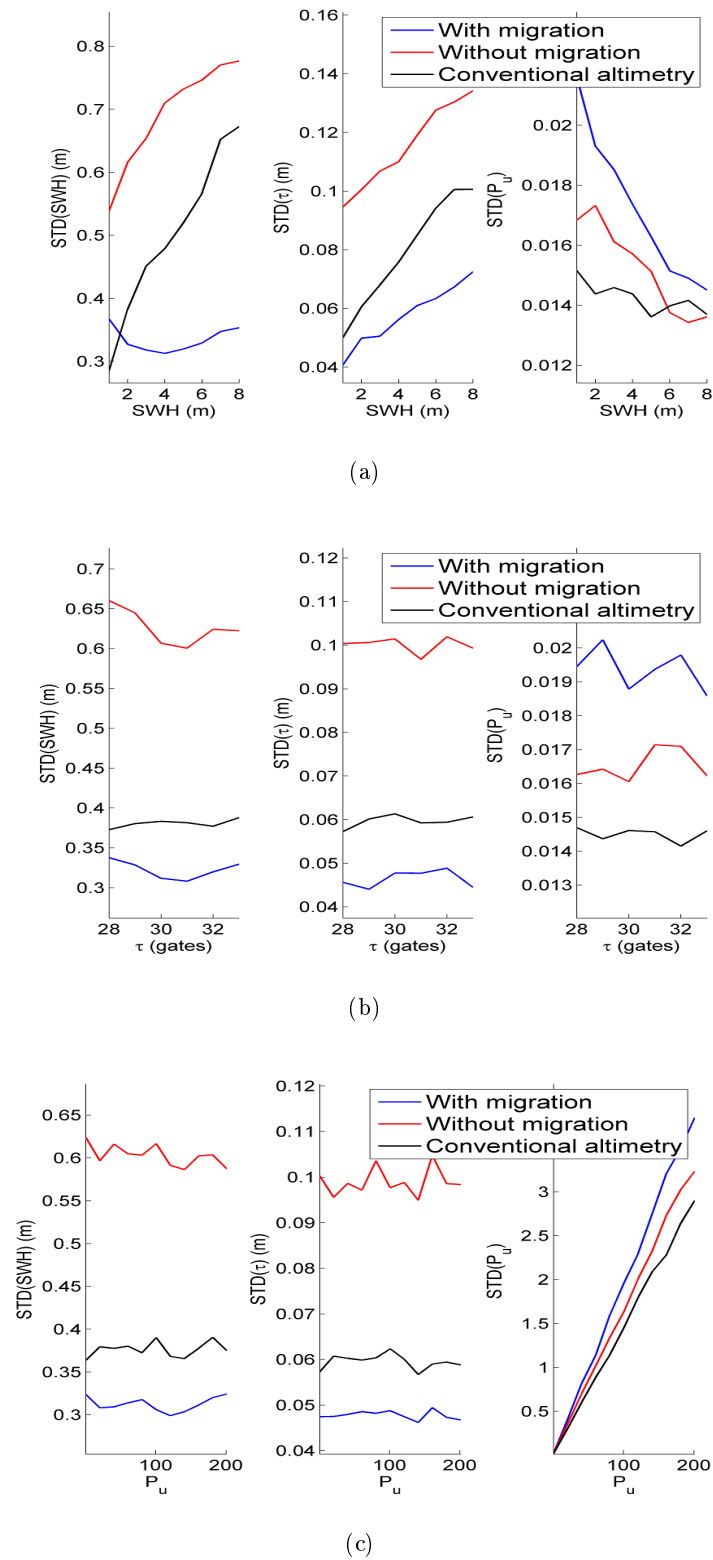 With migration
Without migration
Conventional altimetry
STD(SWH) (m)
0.8
0.7
0.6
0.5
0.4
0.3
2 4 6 8
SWH (m)
STD(τ) (m)
0.16
0.14
0.12
0.1
0.08
0.06
0.04
2 4 6 8
SWH (m)
STD(P_u)
0.02
0.018
0.016
0.014
0.012
2 4 6 8
SWH (m)
(a)
With migration
Without migration
Conventional altimetry
STD(SWH) (m)
0.7
0.65
0.6
0.55
0.5
0.45
0.4
0.35
0.3
28 30 32
τ (gates)
STD(τ) (m)
0.12
0.11
0.1
0.09
0.08
0.07
0.06
0.05
0.04
28 30 32
τ (gates)
STD(P_u)
0.02
0.019
0.018
0.017
0.016
0.015
0.014
0.013
28 30 32
τ (gates)
(b)
With migration
Without migration
Conventional altimetry
STD(SWH) (m)
0.65
0.6
0.55
0.5
0.45
0.4
0.35
0.3
100 200
P_u
STD(τ) (m)
0.12
0.11
0.1
0.09
0.08
0.07
0.06
0.05
0.04
100 200
P_u
STD(P_u)
3
2.5
2
1.5
1
0.5
100 200
P_u
(c)